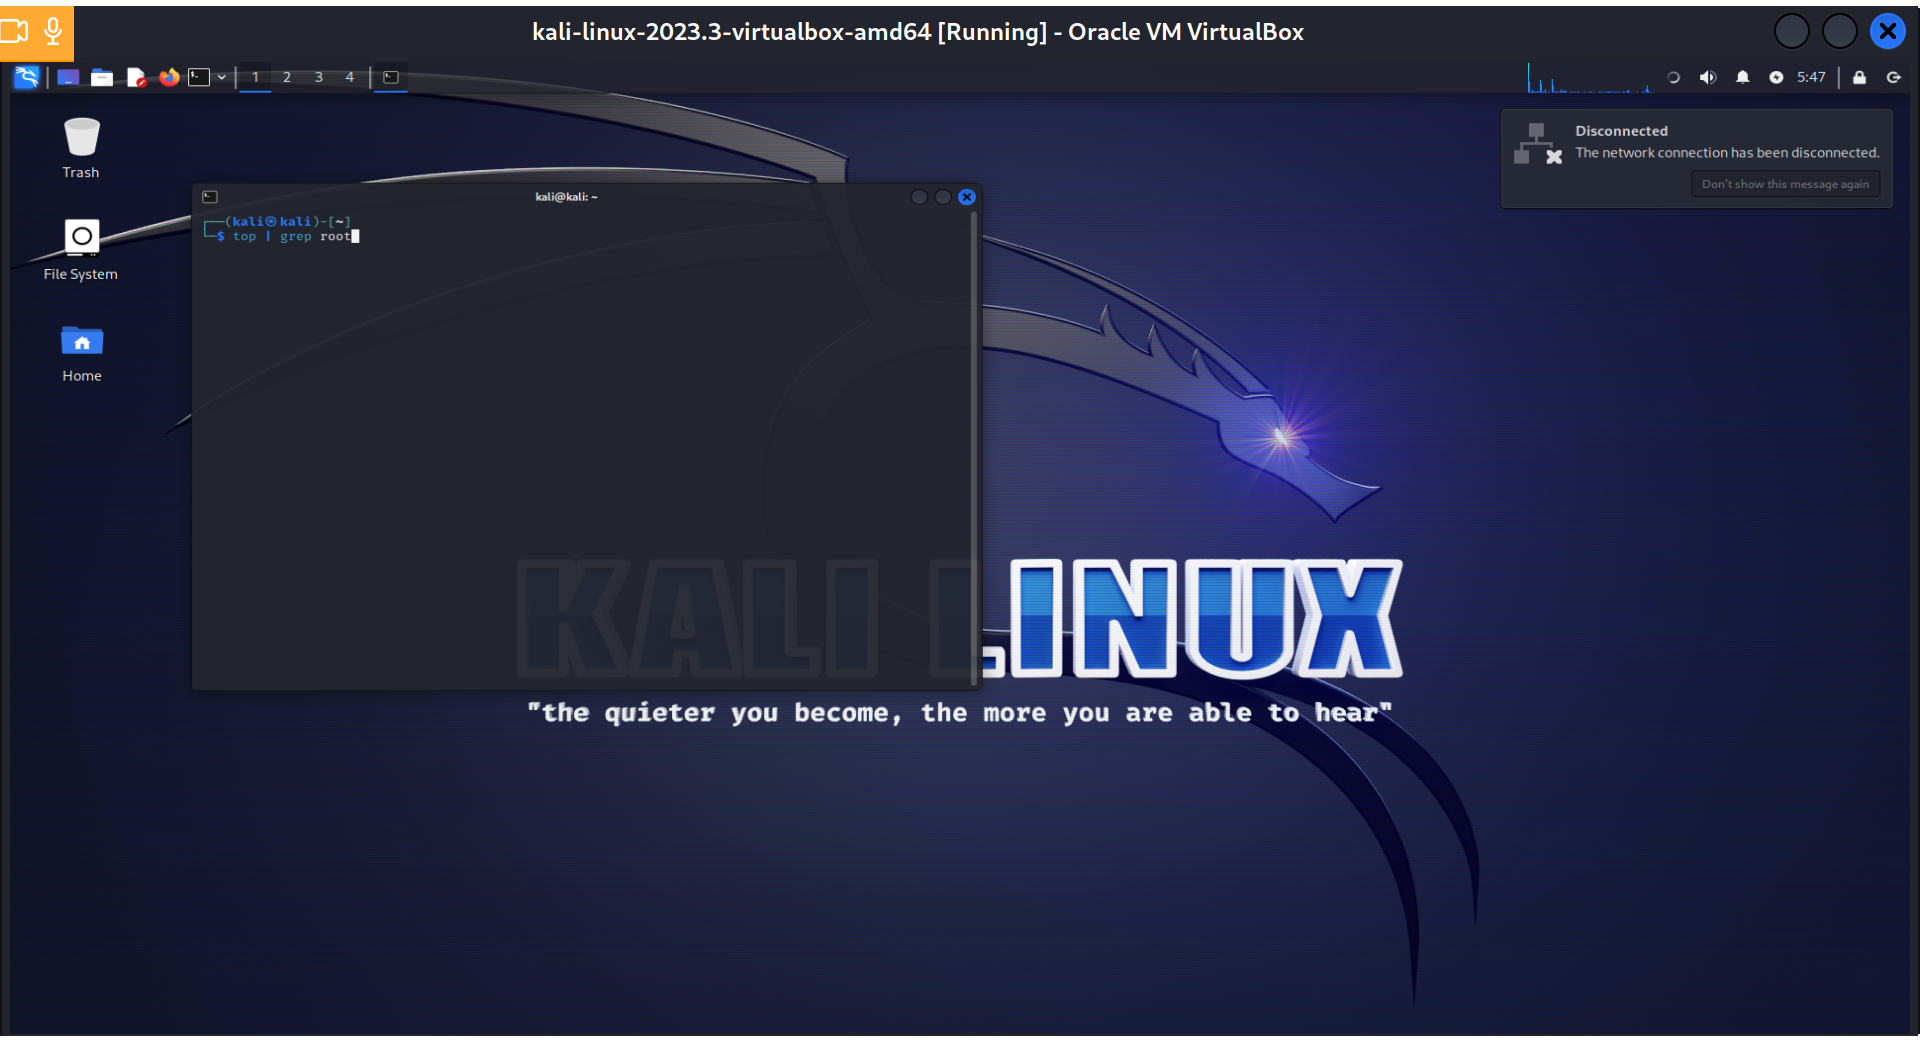 kali-linux-2023.3-virtualbox-amd64 [Running] - Oracle VM VirtualBox
1 2 3 4
5:47
Disconnected
The network connection has been disconnected.
Don't show this message again
Trash
File System
Home
kali@kali: ~
┌──(kali㉿kali)-[~]
└─$ top | grep root
KALI LINUX
"the quieter you become, the more you are able to hear"